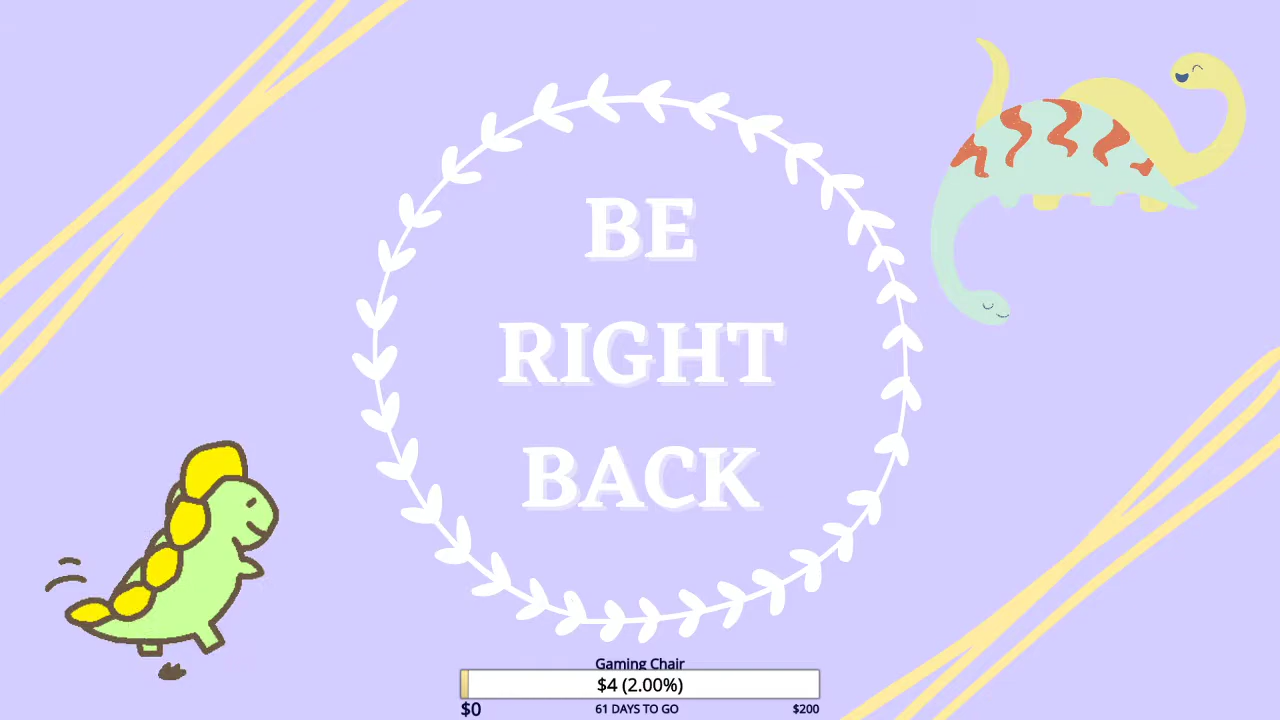 BE
RIGHT
BACK
Gaming Chair
$4 (2.00%)
$0 61 DAYS TO GO $200